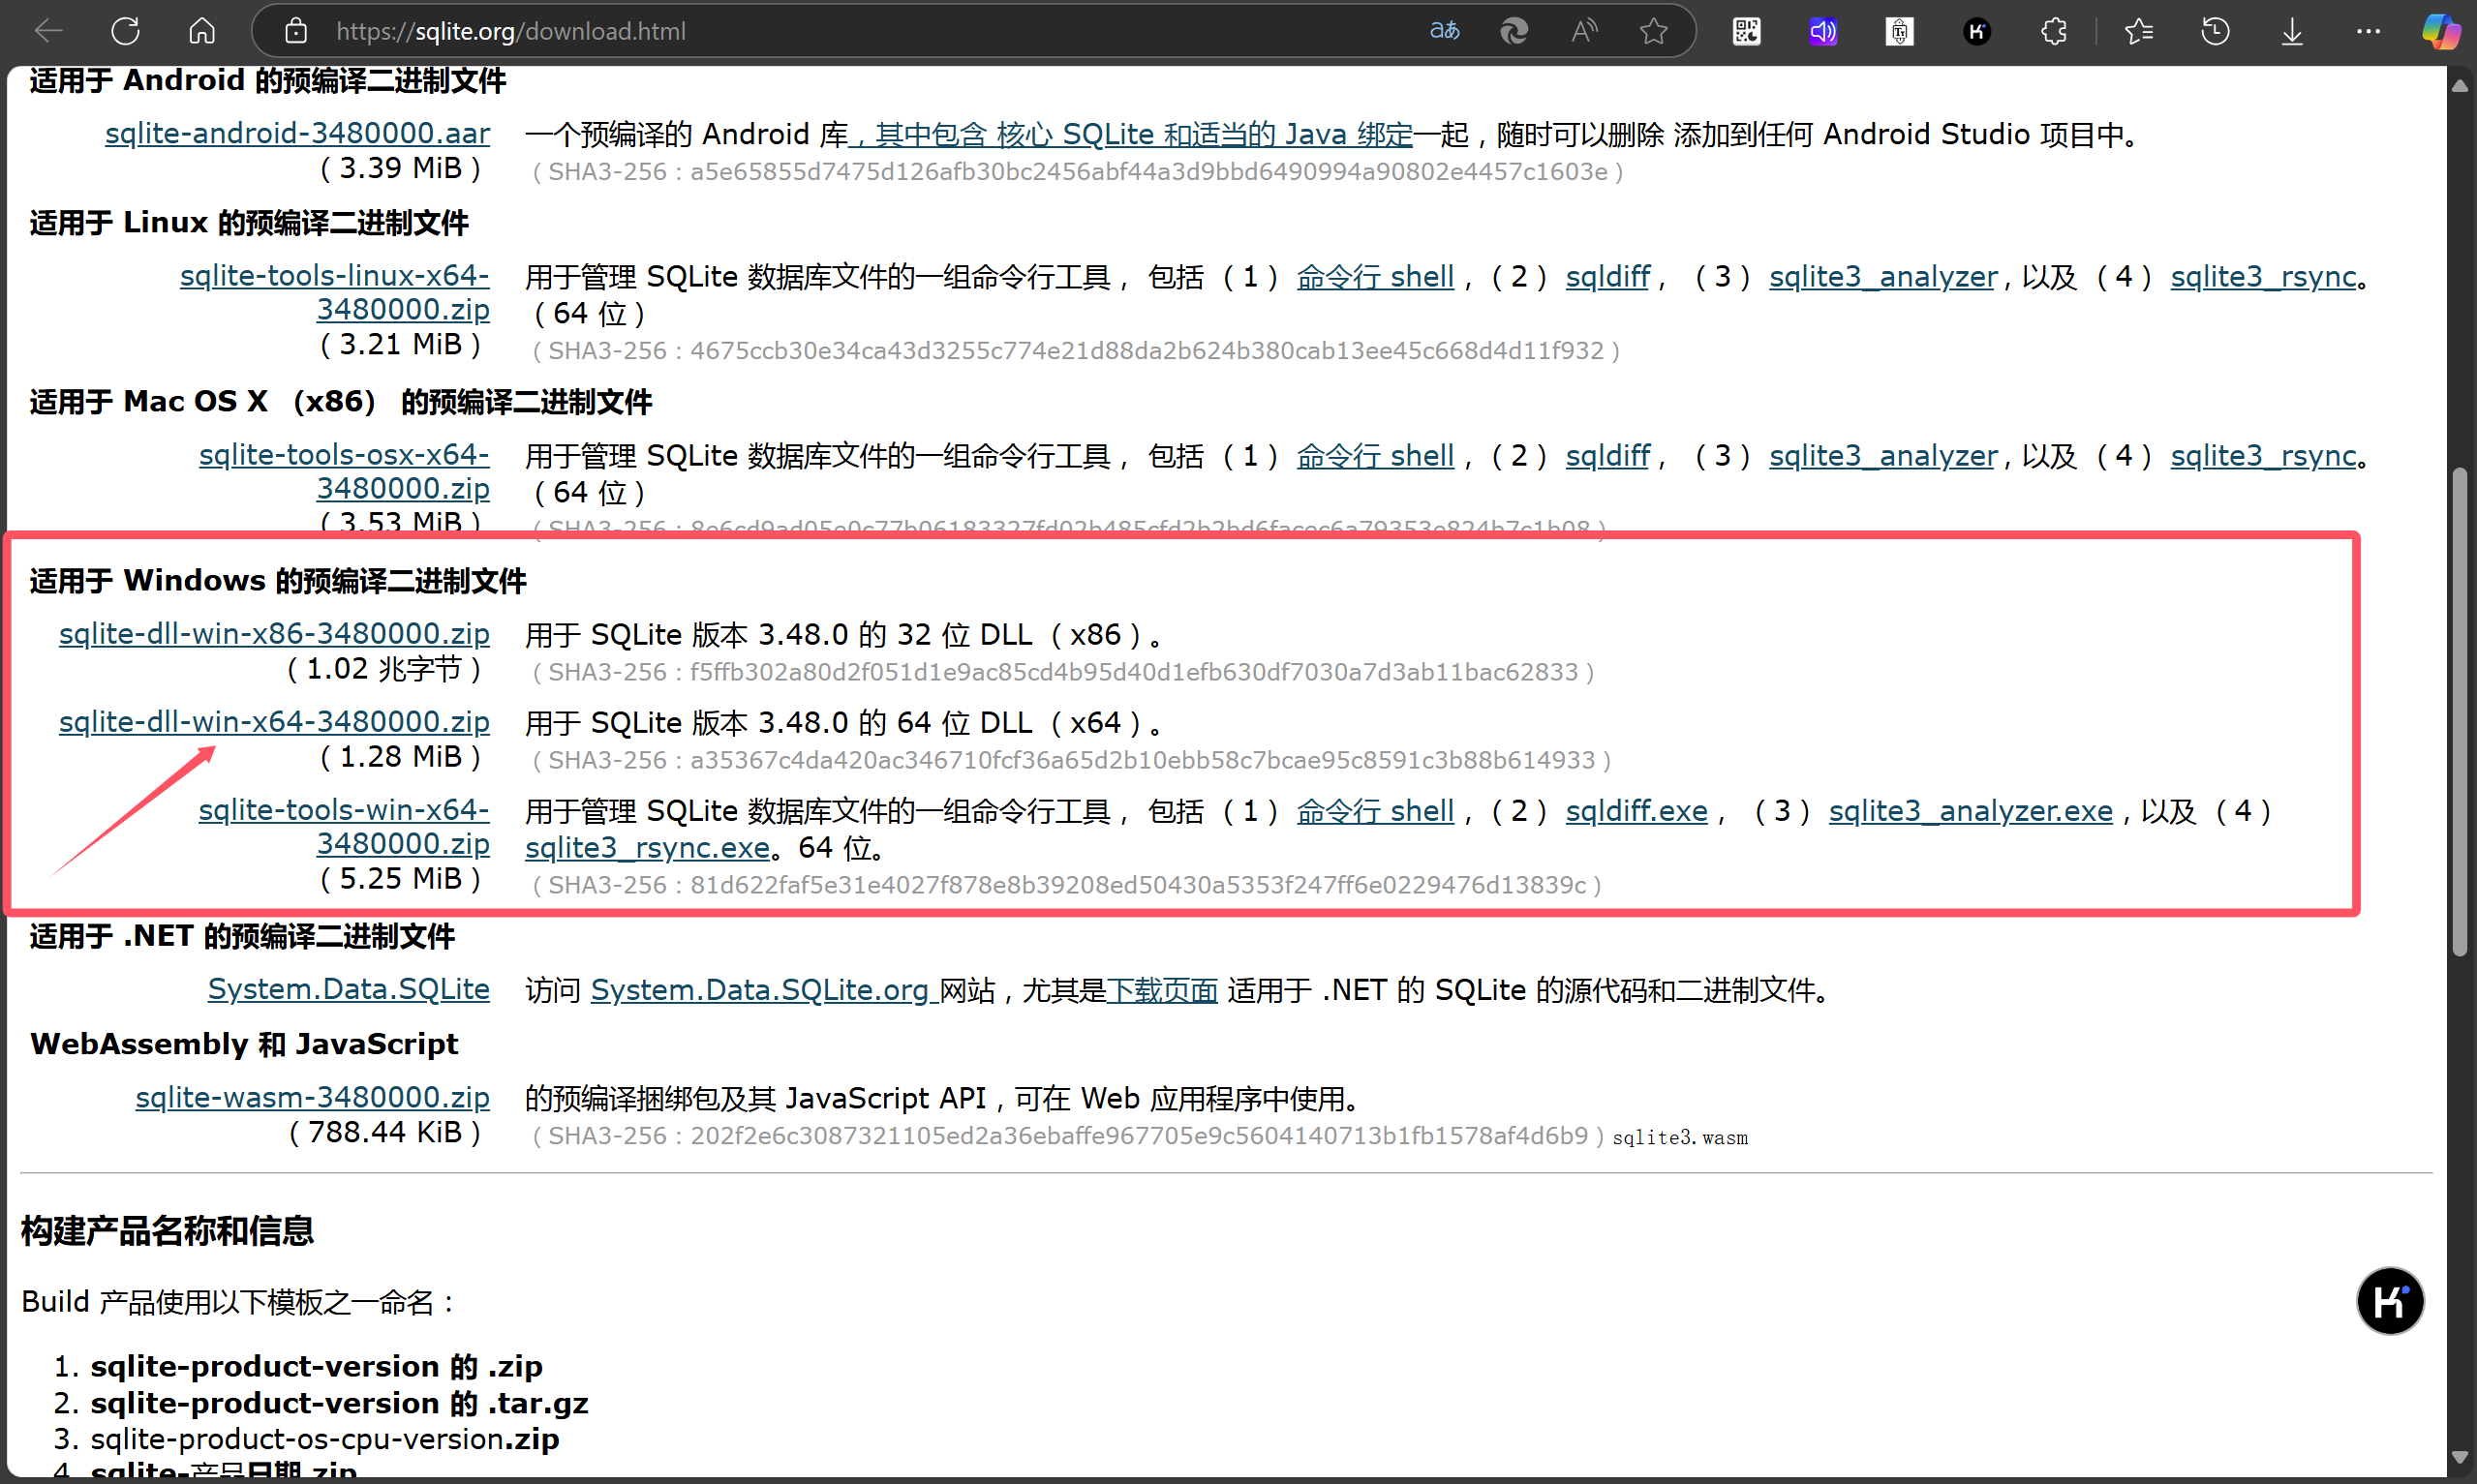 https://sqlite.org/download.html
适用于 Android 的预编译二进制文件
sqlite-android-3480000.aar
（3.39 MiB）
一个预编译的 Android 库，其中包含 核心 SQLite 和适当的 Java 绑定一起，随时可以删除 添加到任何 Android Studio 项目中。
（SHA3-256：a5e65855d7475d126afb30bc2456abf44a3d9bbd6490994a90802e4457c1603e）
适用于 Linux 的预编译二进制文件
sqlite-tools-linux-x64-
3480000.zip
（3.21 MiB）
用于管理 SQLite 数据库文件的一组命令行工具， 包括 （1） 命令行 shell，（2） sqldiff， （3） sqlite3_analyzer，以及（4） sqlite3_rsync。
（64 位）
（SHA3-256：4675ccb30e34ca43d3255c774e21d88da2b624b380cab13ee45c668d4d11f932）
适用于 Mac OS X （x86） 的预编译二进制文件
sqlite-tools-osx-x64-
3480000.zip
（3.53 MiB）
用于管理 SQLite 数据库文件的一组命令行工具， 包括 （1） 命令行 shell，（2） sqldiff， （3） sqlite3_analyzer，以及（4） sqlite3_rsync。
（64 位）
适用于 Windows 的预编译二进制文件
sqlite-dll-win-x86-3480000.zip
（1.02 兆字节）
用于 SQLite 版本 3.48.0 的 32 位 DLL （x86）。
（SHA3-256：f5ffb302a80d2f051d1e9ac85cd4b95d40d1efb630df7030a7d3ab11bac62833）
sqlite-dll-win-x64-3480000.zip
（1.28 MiB）
用于 SQLite 版本 3.48.0 的 64 位 DLL （x64）。
（SHA3-256：a35367c4da420ac346710fcf36a65d2b10ebb58c7bcae95c8591c3b88b614933）
sqlite-tools-win-x64-
3480000.zip
（5.25 MiB）
用于管理 SQLite 数据库文件的一组命令行工具， 包括 （1） 命令行 shell，（2） sqldiff.exe， （3） sqlite3_analyzer.exe，以及（4）
sqlite3_rsync.exe。64 位。
（SHA3-256：81d622faf5e31e4027f878e8b39208ed50430a5353f247ff6e0229476d13839c）
适用于 .NET 的预编译二进制文件
System.Data.SQLite
访问 System.Data.SQLite.org 网站，尤其是下载页面 适用于 .NET 的 SQLite 的源代码和二进制文件。
WebAssembly 和 JavaScript
sqlite-wasm-3480000.zip
（788.44 KiB）
的预编译捆绑包及其 JavaScript API，可在 Web 应用程序中使用。
（SHA3-256：202f2e6c3087321105ed2a36ebaffe967705e9c5604140713b1fb1578af4d6b9）sqlite3.wasm
构建产品名称和信息
Build 产品使用以下模板之一命名：
1. sqlite-product-version 的 .zip
2. sqlite-product-version 的 .tar.gz
3. sqlite-product-os-cpu-version.zip
4. sqlite-产品日期.zip